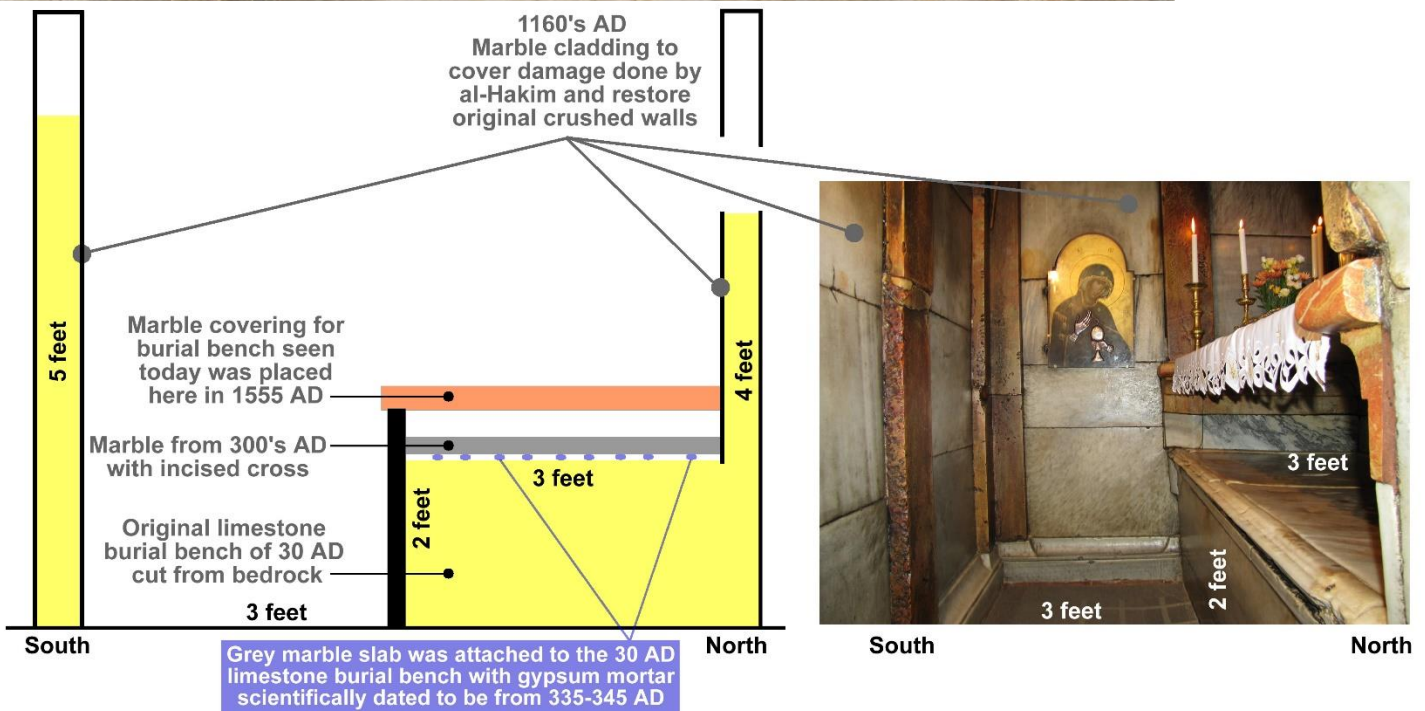 1160's AD
Marble cladding to
cover damage done by
al-Hakim and restore
original crushed walls
5 feet
Marble covering for
burial bench seen
today was placed
here in 1555 AD
4 feet
Marble from 300's AD
with incised cross
3 feet
2 feet
Original limestone
burial bench of 30 AD
cut from bedrock
3 feet
South
North
Grey marble slab was attached to the 30 AD
limestone burial bench with gypsum mortar
scientifically dated to be from 335-345 AD
3 feet
2 feet
3 feet
South
North